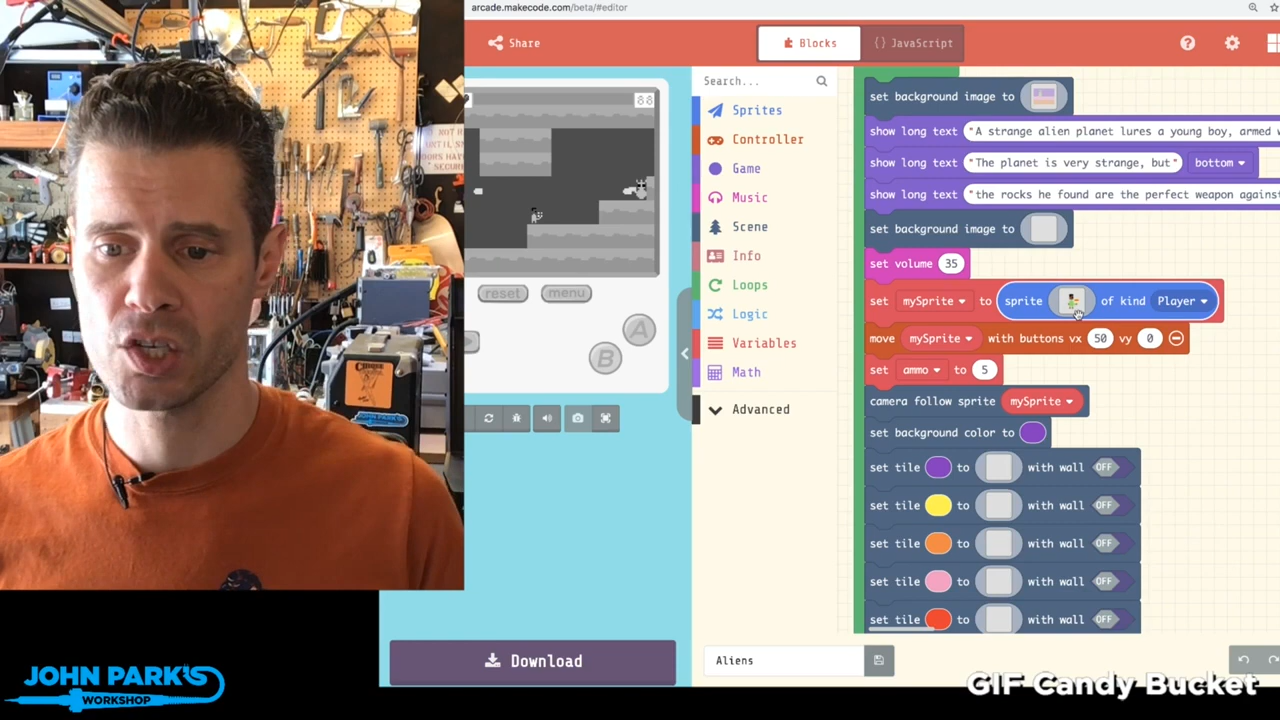 arcade.makecode.com/beta/#editor
Share
Blocks
JavaScript
Search...
Sprites
Controller
Game
Music
Scene
Info
Loops
Logic
Variables
Math
Advanced
set background image to
show long text "A strange alien planet lures a young boy, armed
show long text "The planet is very strange, but" bottom
show long text "the rocks he found are the perfect weapon against
set background image to
set volume 35
set mySprite to sprite of kind Player
move mySprite with buttons vx 50 vy 0
set ammo to 5
camera follow sprite mySprite
set background color to
set tile to with wall OFF
set tile to with wall OFF
set tile to with wall OFF
set tile to with wall OFF
set tile to with wall OFF
reset
menu
A
B
Download
Aliens
JOHN PARK'S
WORKSHOP
GIF Candy Bucket